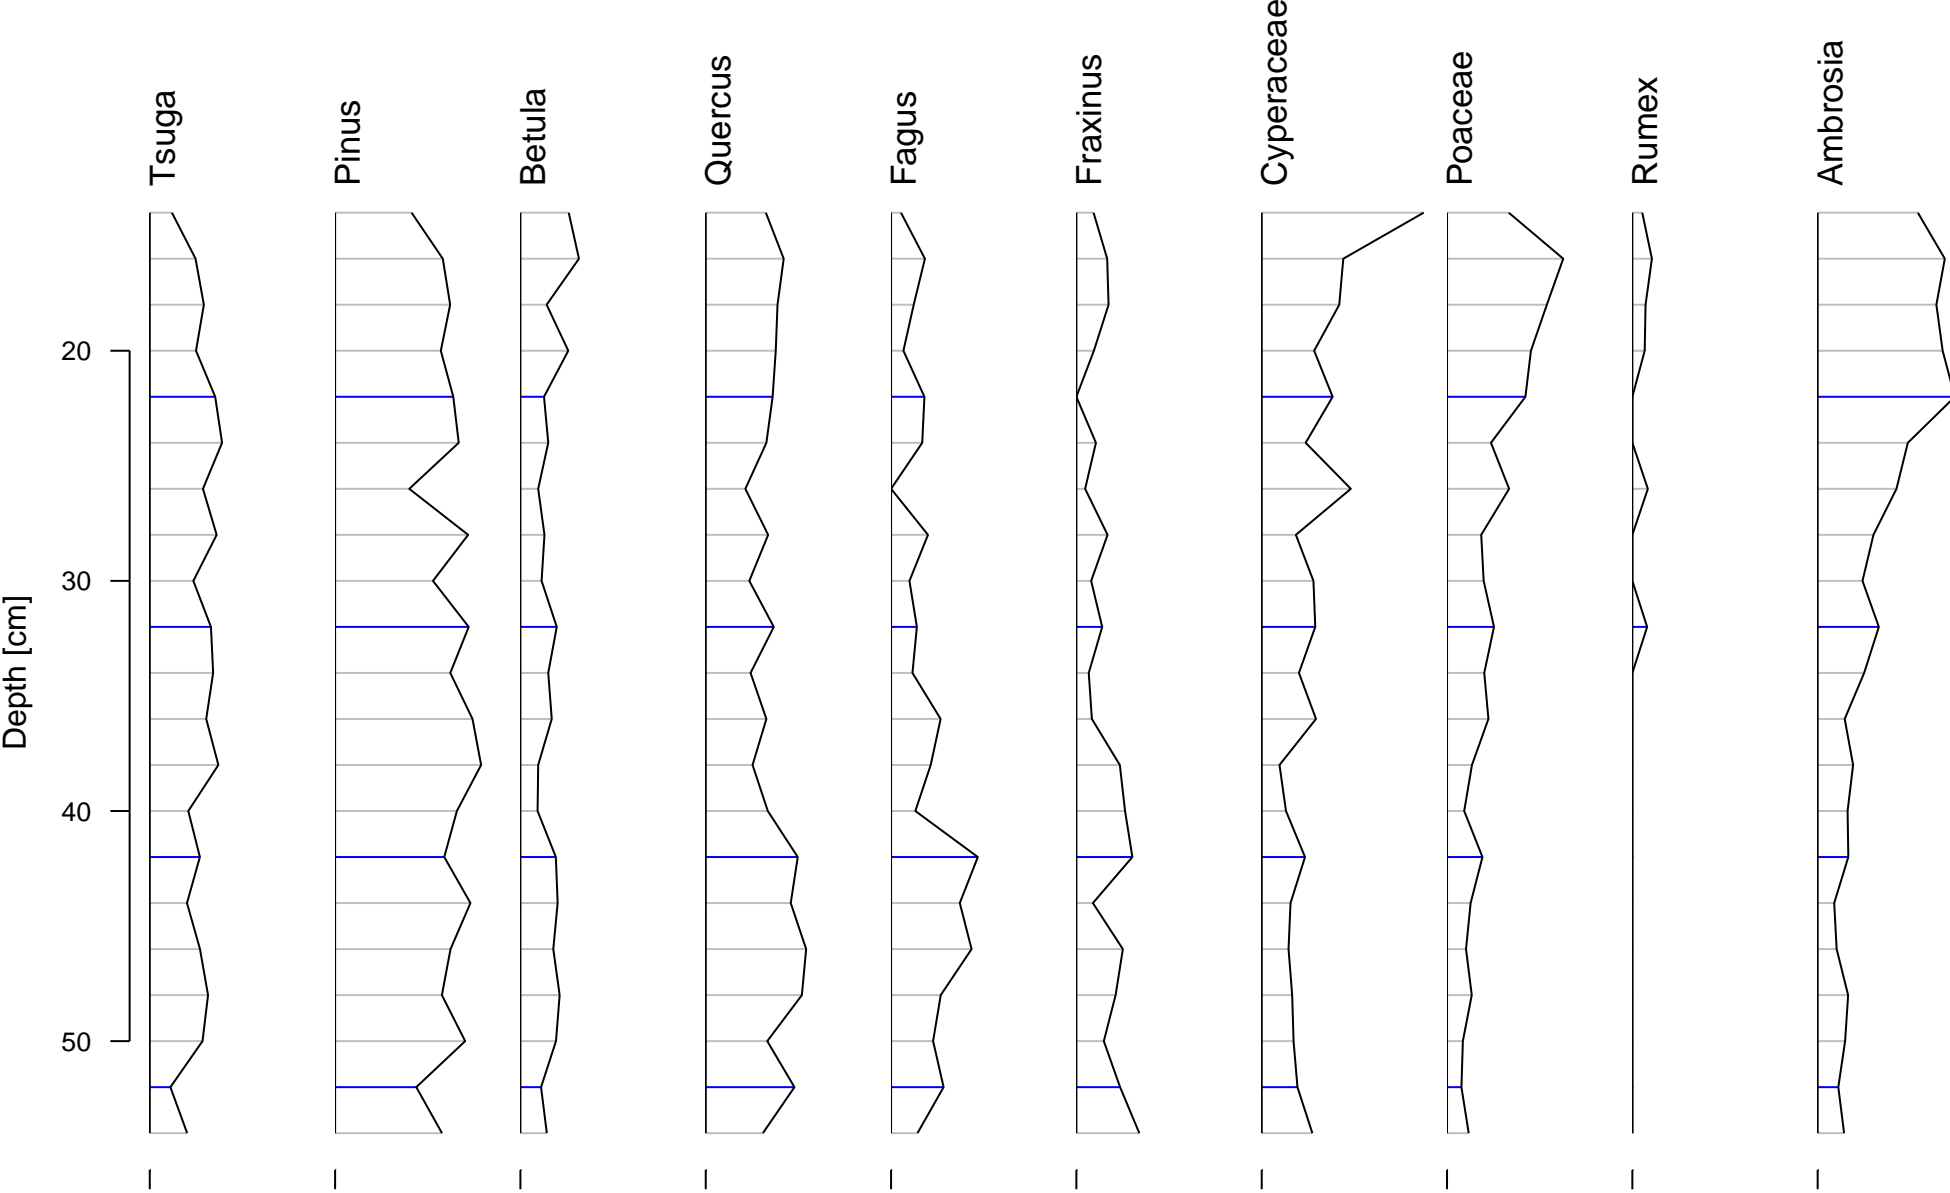 Tsuga
Pinus
Betula
Quercus
Fagus
Fraxinus
Cyperaceae
Poaceae
Rumex
Ambrosia
Depth [cm]
20
30
40
50